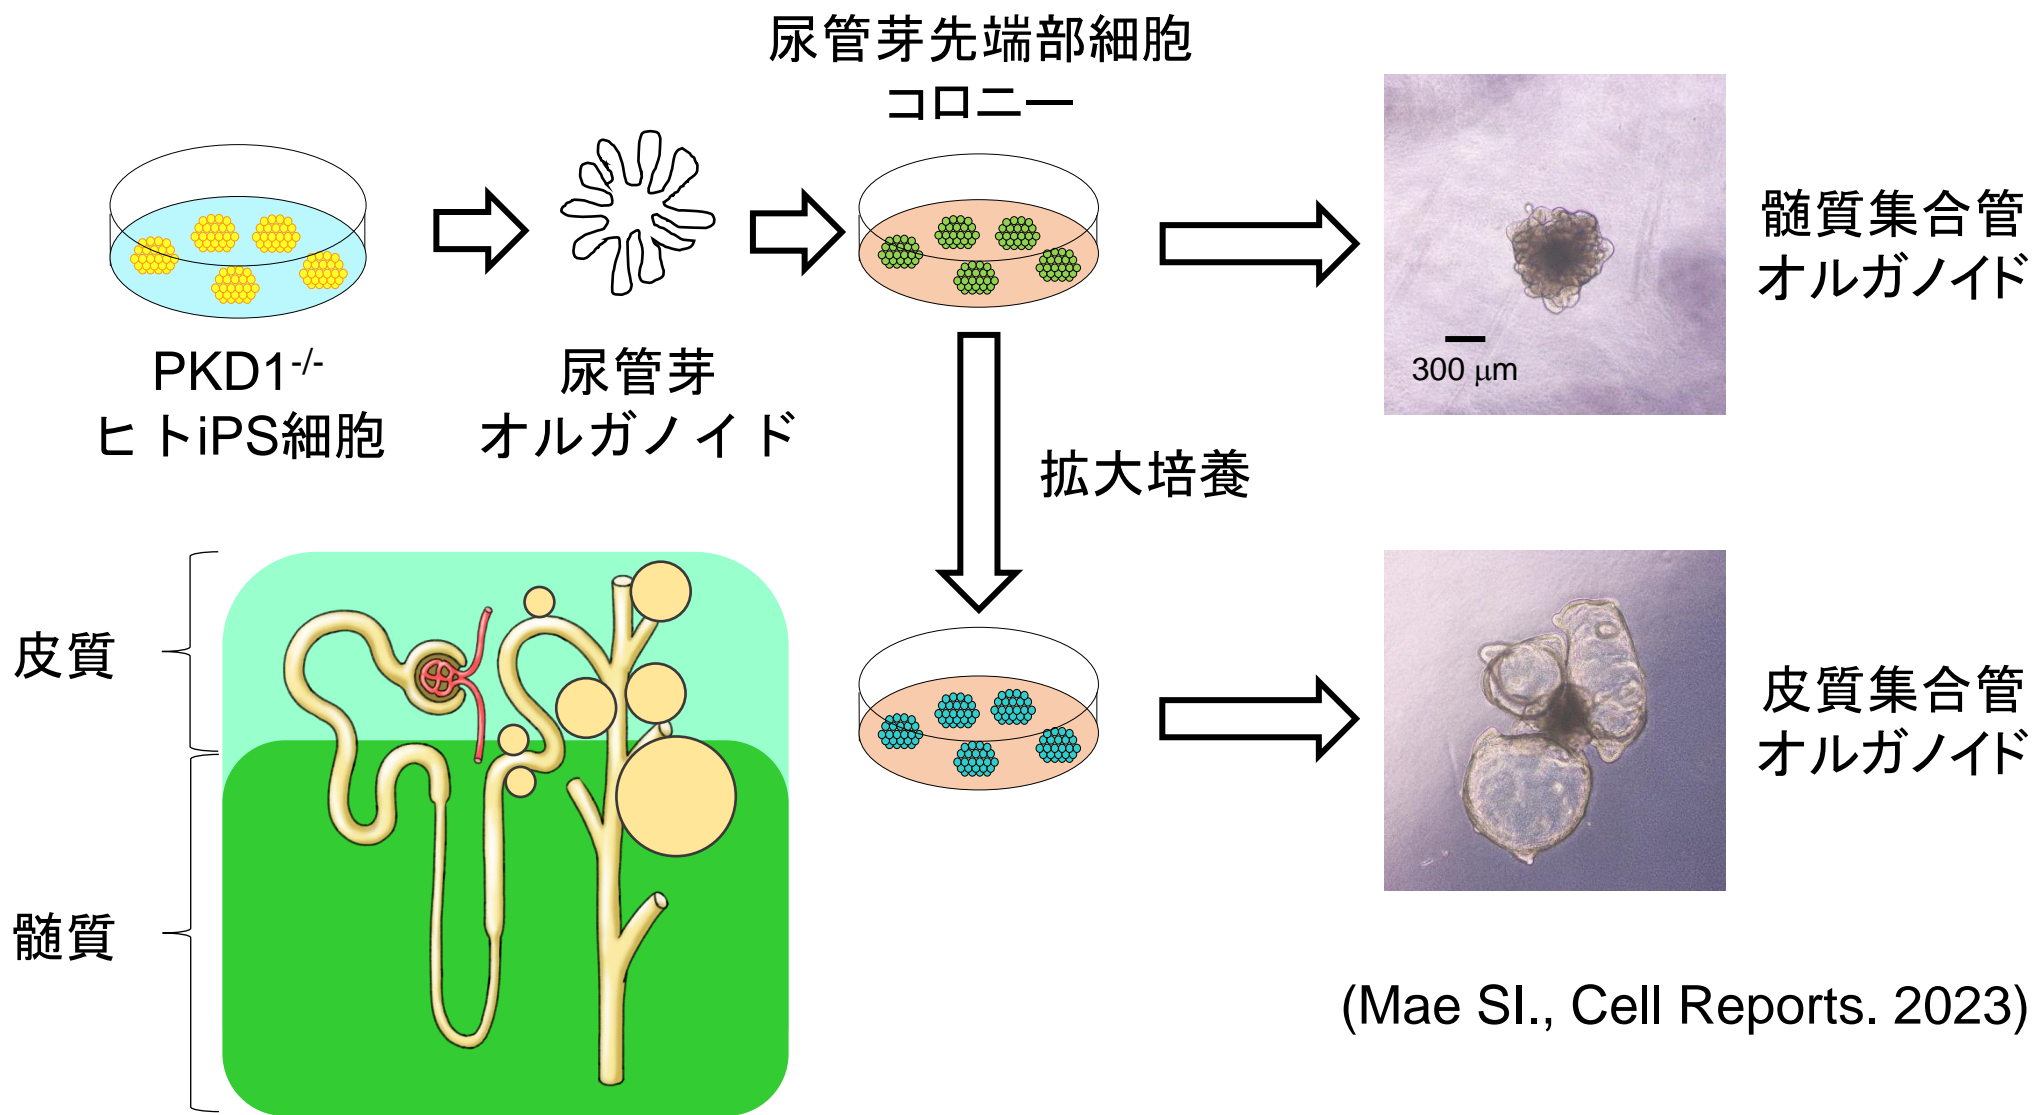 尿管芽先端部細胞
コロニー
PKD1-/-
ヒトiPS細胞
尿管芽
オルガノイド
300 μm
髄質集合管
オルガノイド
拡大培養
皮質
髄質
皮質集合管
オルガノイド
(Mae SI., Cell Reports. 2023)